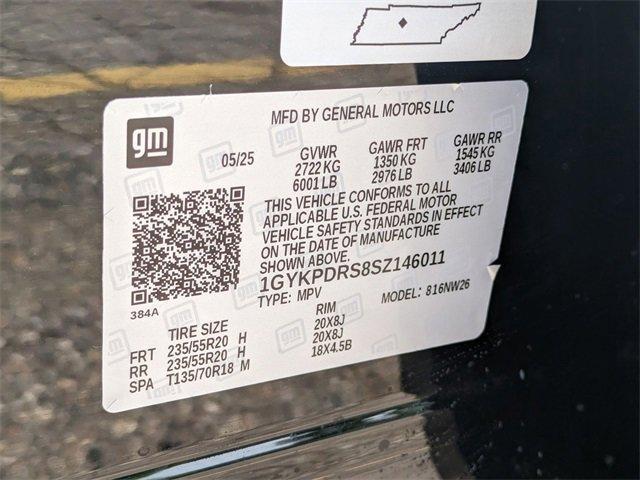 MFD BY GENERAL MOTORS LLC
gm
05/25
GVWR
2722 KG
6001 LB
GAWR FRT
1350 KG
2976 LB
GAWR RR
1545 KG
3406 LB
THIS VEHICLE CONFORMS TO ALL
APPLICABLE U.S. FEDERAL MOTOR
VEHICLE SAFETY STANDARDS IN EFFECT
ON THE DATE OF MANUFACTURE
SHOWN ABOVE.
1GYKPDRS8SZ146011
TYPE: MPV
MODEL: 816NW26
384A
TIRE SIZE
RIM
FRT 235/55R20 H 20X8J
RR 235/55R20 H 20X8J
SPA T135/70R18 M 18X4.5B